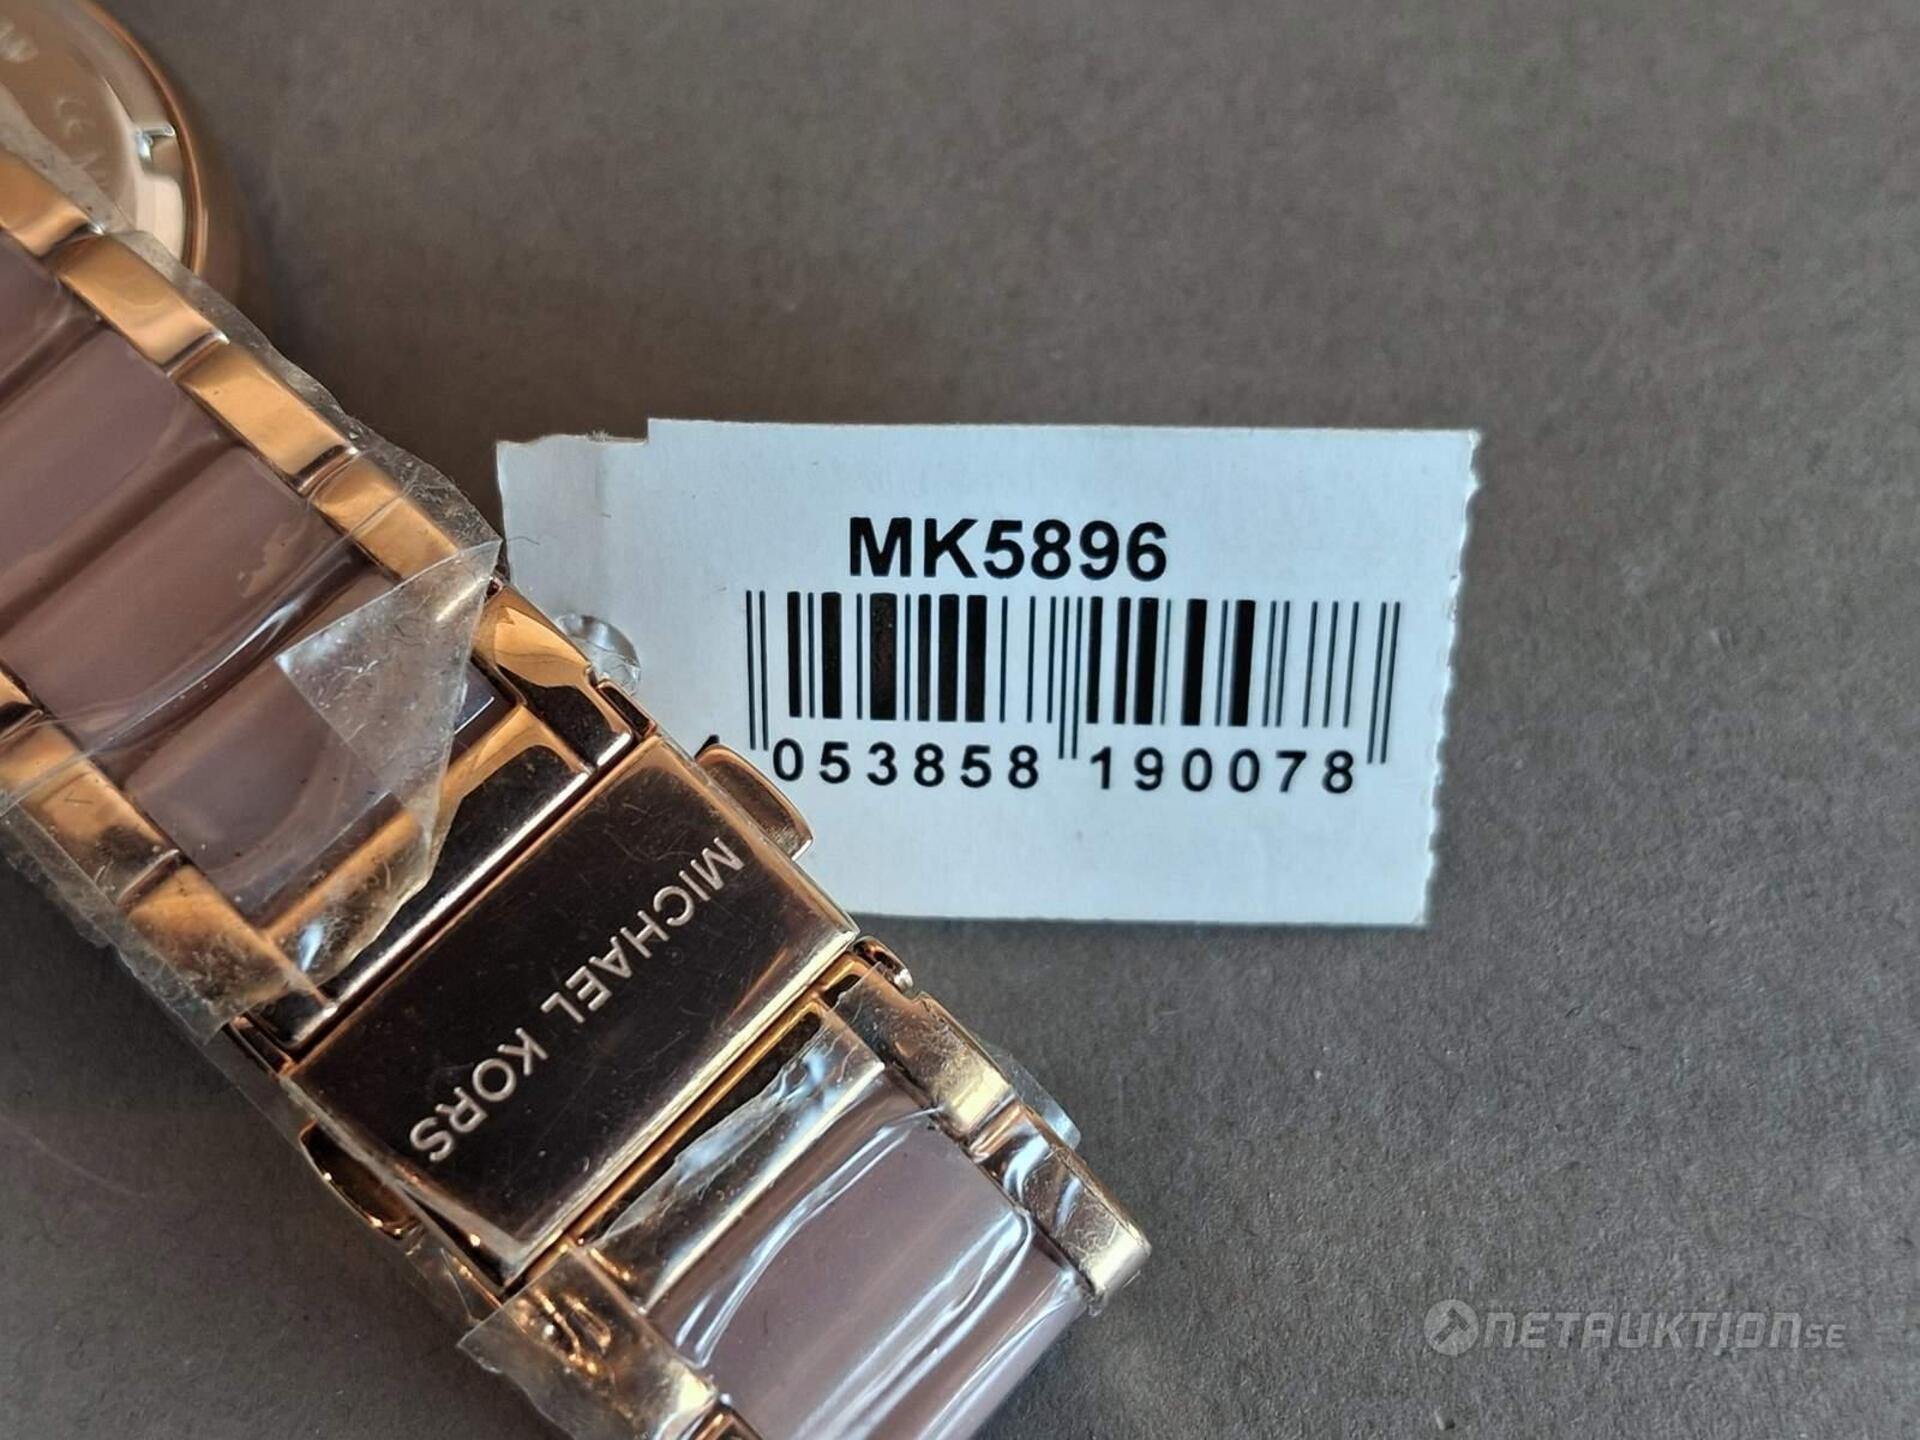 MK5896
053858 190078
MICHAEL KORS
NETAUKTION.SE